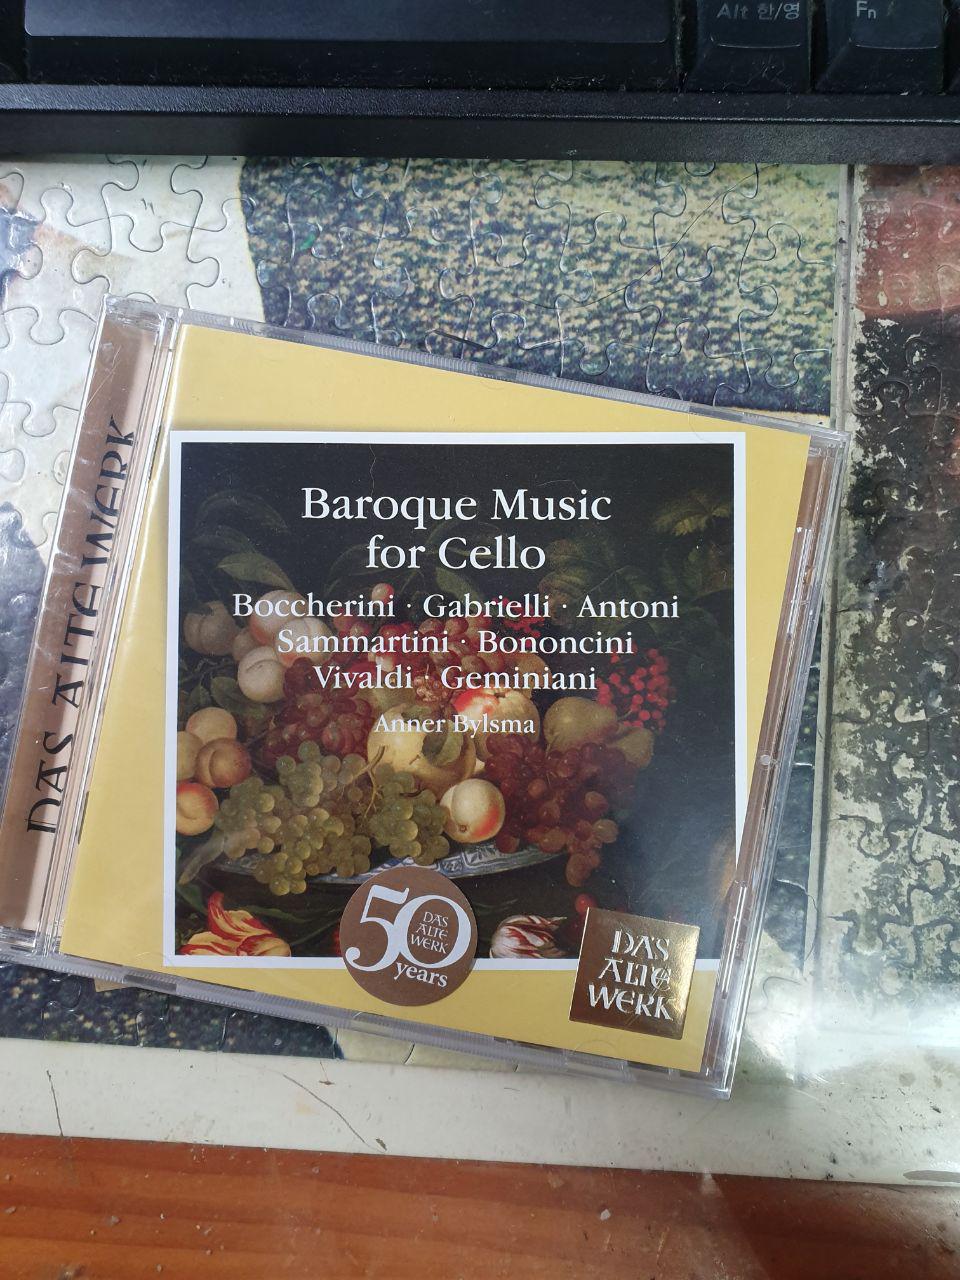 Alt 한/영
Fn
DAS ALTE WERK
Baroque Music
for Cello
Boccherini · Gabrielli · Antoni
Sammartini · Bononcini
Vivaldi · Geminiani
Anner Bylsma
50
DAS
ALTE
WERK
years
DAS
ALTE
WERK